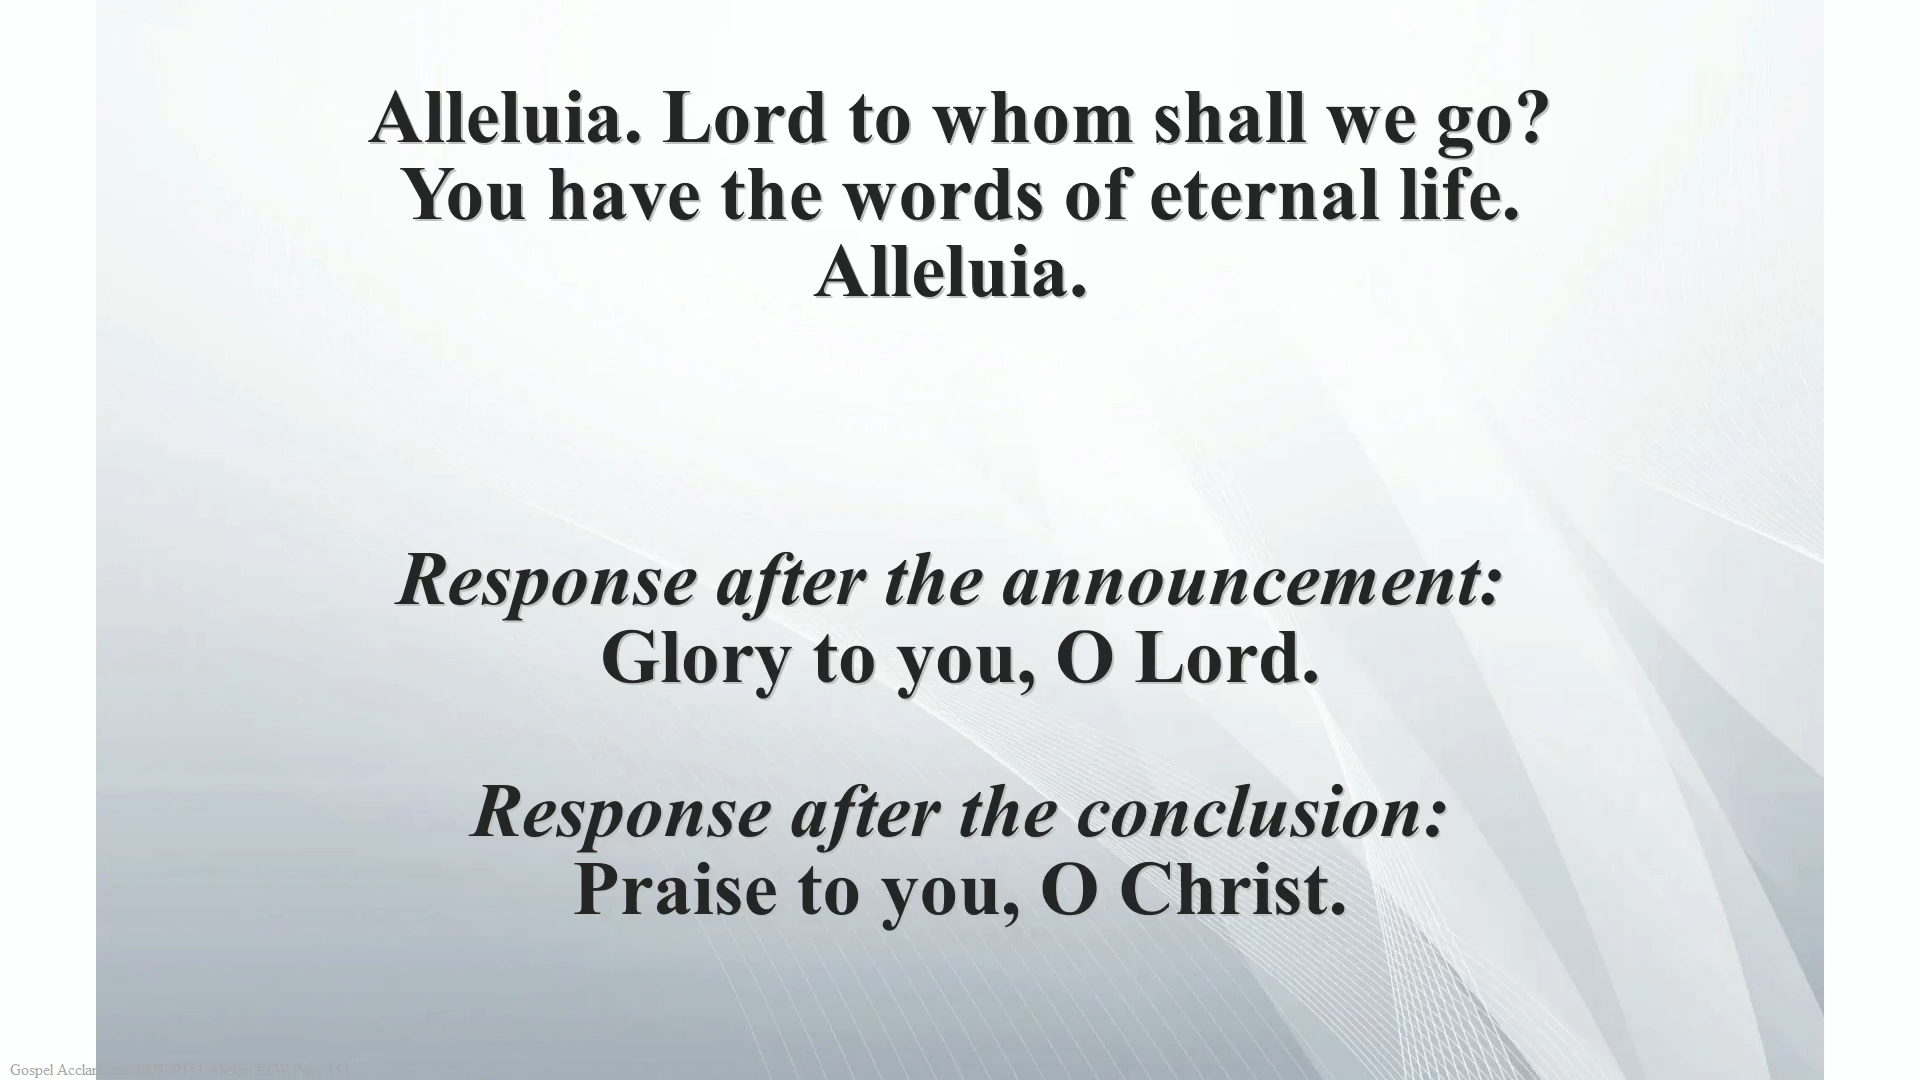 Alleluia. Lord to whom shall we go?
You have the words of eternal life.
Alleluia.
Response after the announcement:
Glory to you, O Lord.
Response after the conclusion:
Praise to you, O Christ.
Gospel